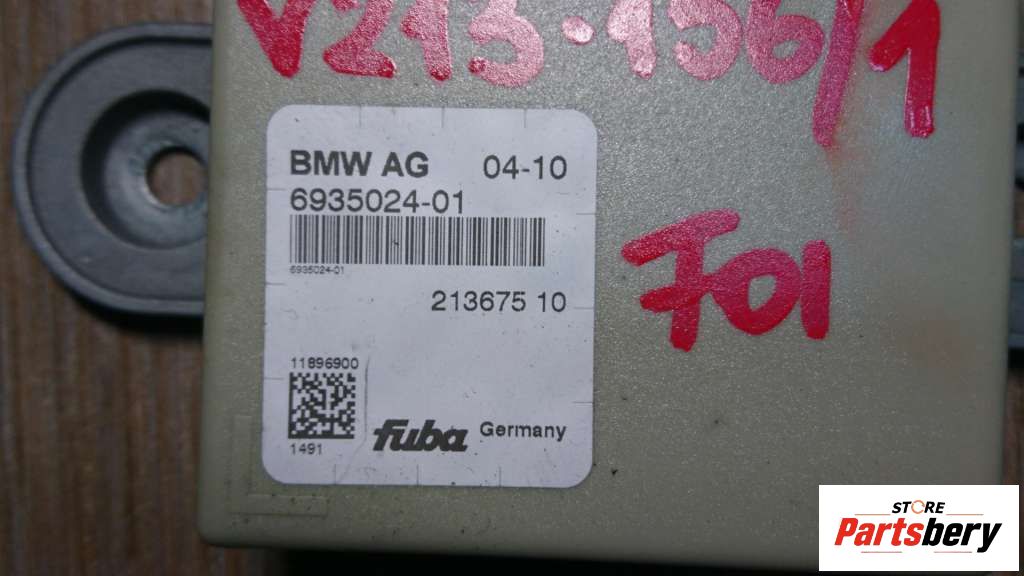 V213·156/1
BMW AG 04-10
6935024-01
6935024-01
213675 10
701
11896900
1491
fuba Germany
STORE
Partsbery